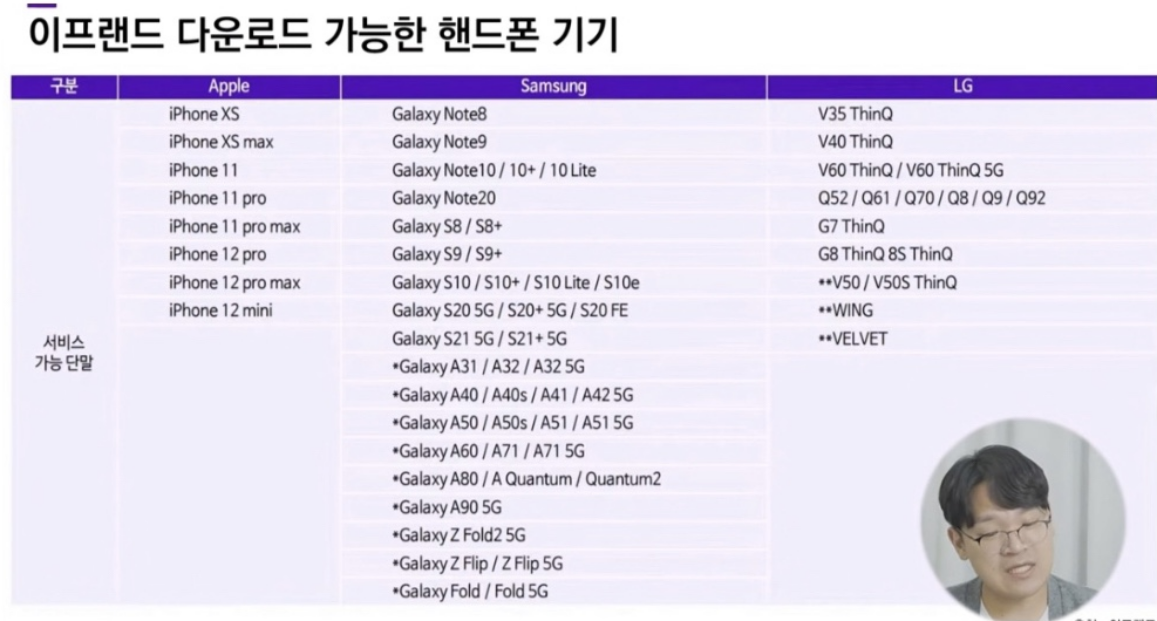 이프랜드 다운로드 가능한 핸드폰 기기
구분 Apple Samsung LG
iPhone XS Galaxy Note8 V35 ThinQ
iPhone XS max Galaxy Note9 V40 ThinQ
iPhone 11 Galaxy Note10 / 10+ / 10 Lite V60 ThinQ / V60 ThinQ 5G
iPhone 11 pro Galaxy Note20 Q52 / Q61 / Q70 / Q8 / Q9 / Q92
iPhone 11 pro max Galaxy S8 / S8+ G7 ThinQ
iPhone 12 pro Galaxy S9 / S9+ G8 ThinQ 8S ThinQ
iPhone 12 pro max Galaxy S10 / S10+ / S10 Lite / S10e **V50 / V50S ThinQ
iPhone 12 mini Galaxy S20 5G / S20+ 5G / S20 FE **WING
서비스
가능 단말
Galaxy S21 5G / S21+ 5G **VELVET
*Galaxy A31 / A32 / A32 5G
*Galaxy A40 / A40s / A41 / A42 5G
*Galaxy A50 / A50s / A51 / A51 5G
*Galaxy A60 / A71 / A71 5G
*Galaxy A80 / A Quantum / Quantum2
*Galaxy A90 5G
*Galaxy Z Fold2 5G
*Galaxy Z Flip / Z Flip 5G
*Galaxy Fold / Fold 5G